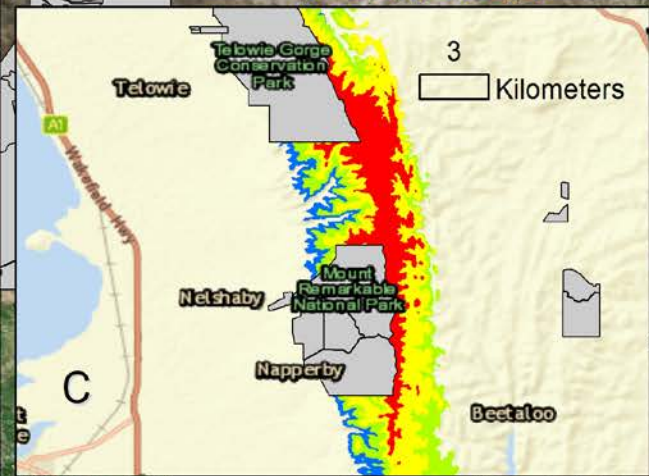 Telowie Gorge
Conservation
Park
3
Kilometers
Telowie
A1
Wakefield Hwy
Nelshaby
Mount
Remarkable
National Park
Napperby
C
Beetaloo
t
e